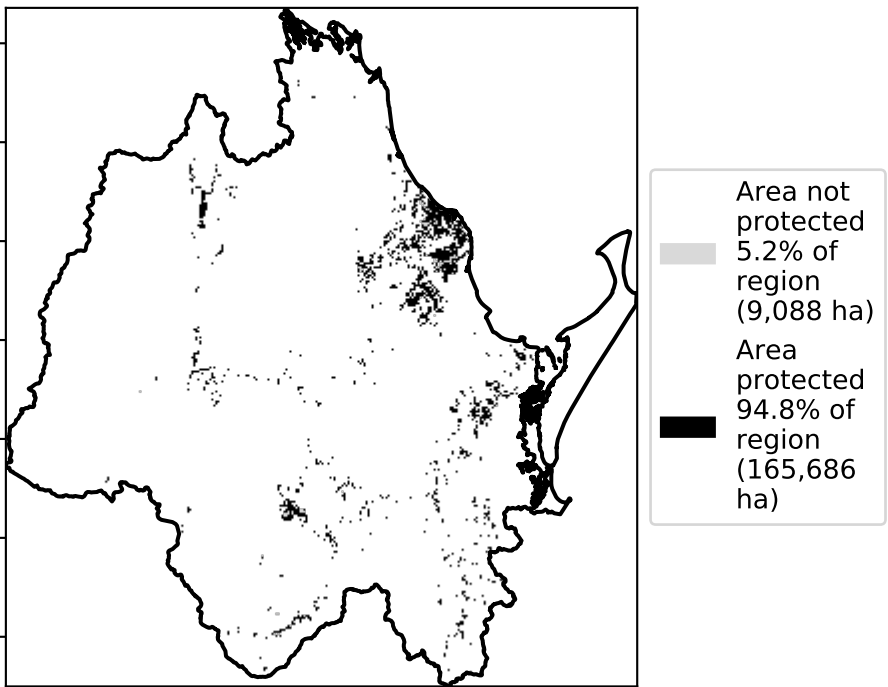 Area not
protected
5.2% of
region
(9,088 ha)
Area
protected
94.8% of
region
(165,686
ha)